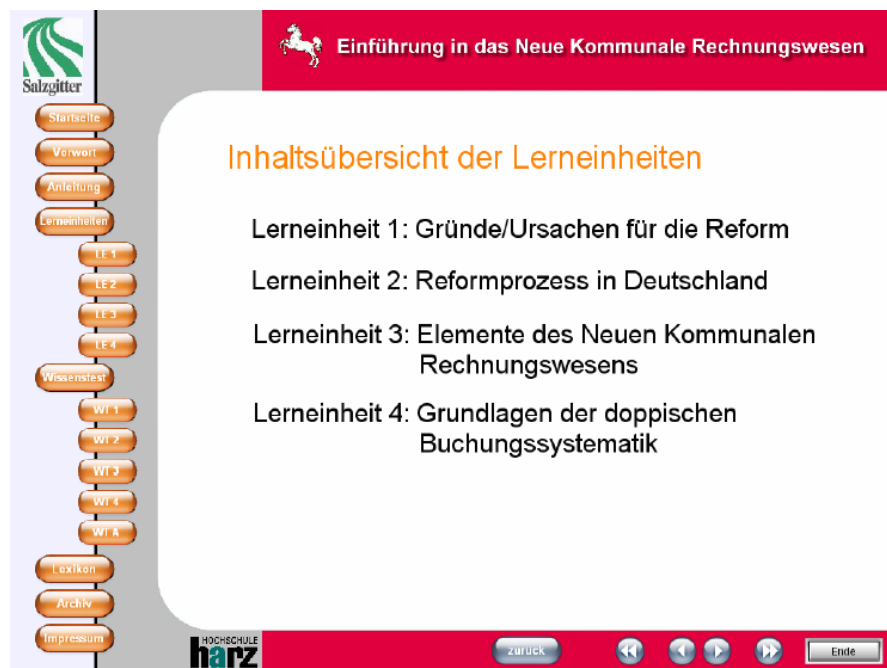 Salzgitter
Einführung in das Neue Kommunale Rechnungswesen
Startseite
Vorwort
Anleitung
Lerneinheiten
LE 1
LE 2
LE 3
LE 4
Wissenstest
WT 1
WT 2
WT 3
WT 4
WT A
Lexikon
Archiv
Impressum
Inhaltsübersicht der Lerneinheiten
Lerneinheit 1: Gründe/Ursachen für die Reform
Lerneinheit 2: Reformprozess in Deutschland
Lerneinheit 3: Elemente des Neuen Kommunalen
Rechnungswesens
Lerneinheit 4: Grundlagen der doppischen
Buchungssystematik
HOCHSCHULE
harz
zurück
Ende